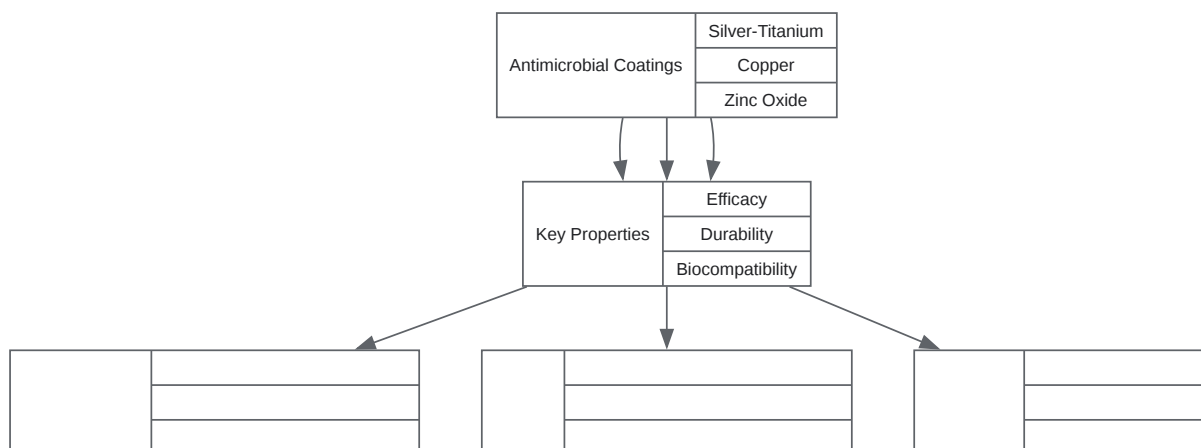 Antimicrobial Coatings
Silver-Titanium
Copper
Zinc Oxide
Key Properties
Efficacy
Durability
Biocompatibility